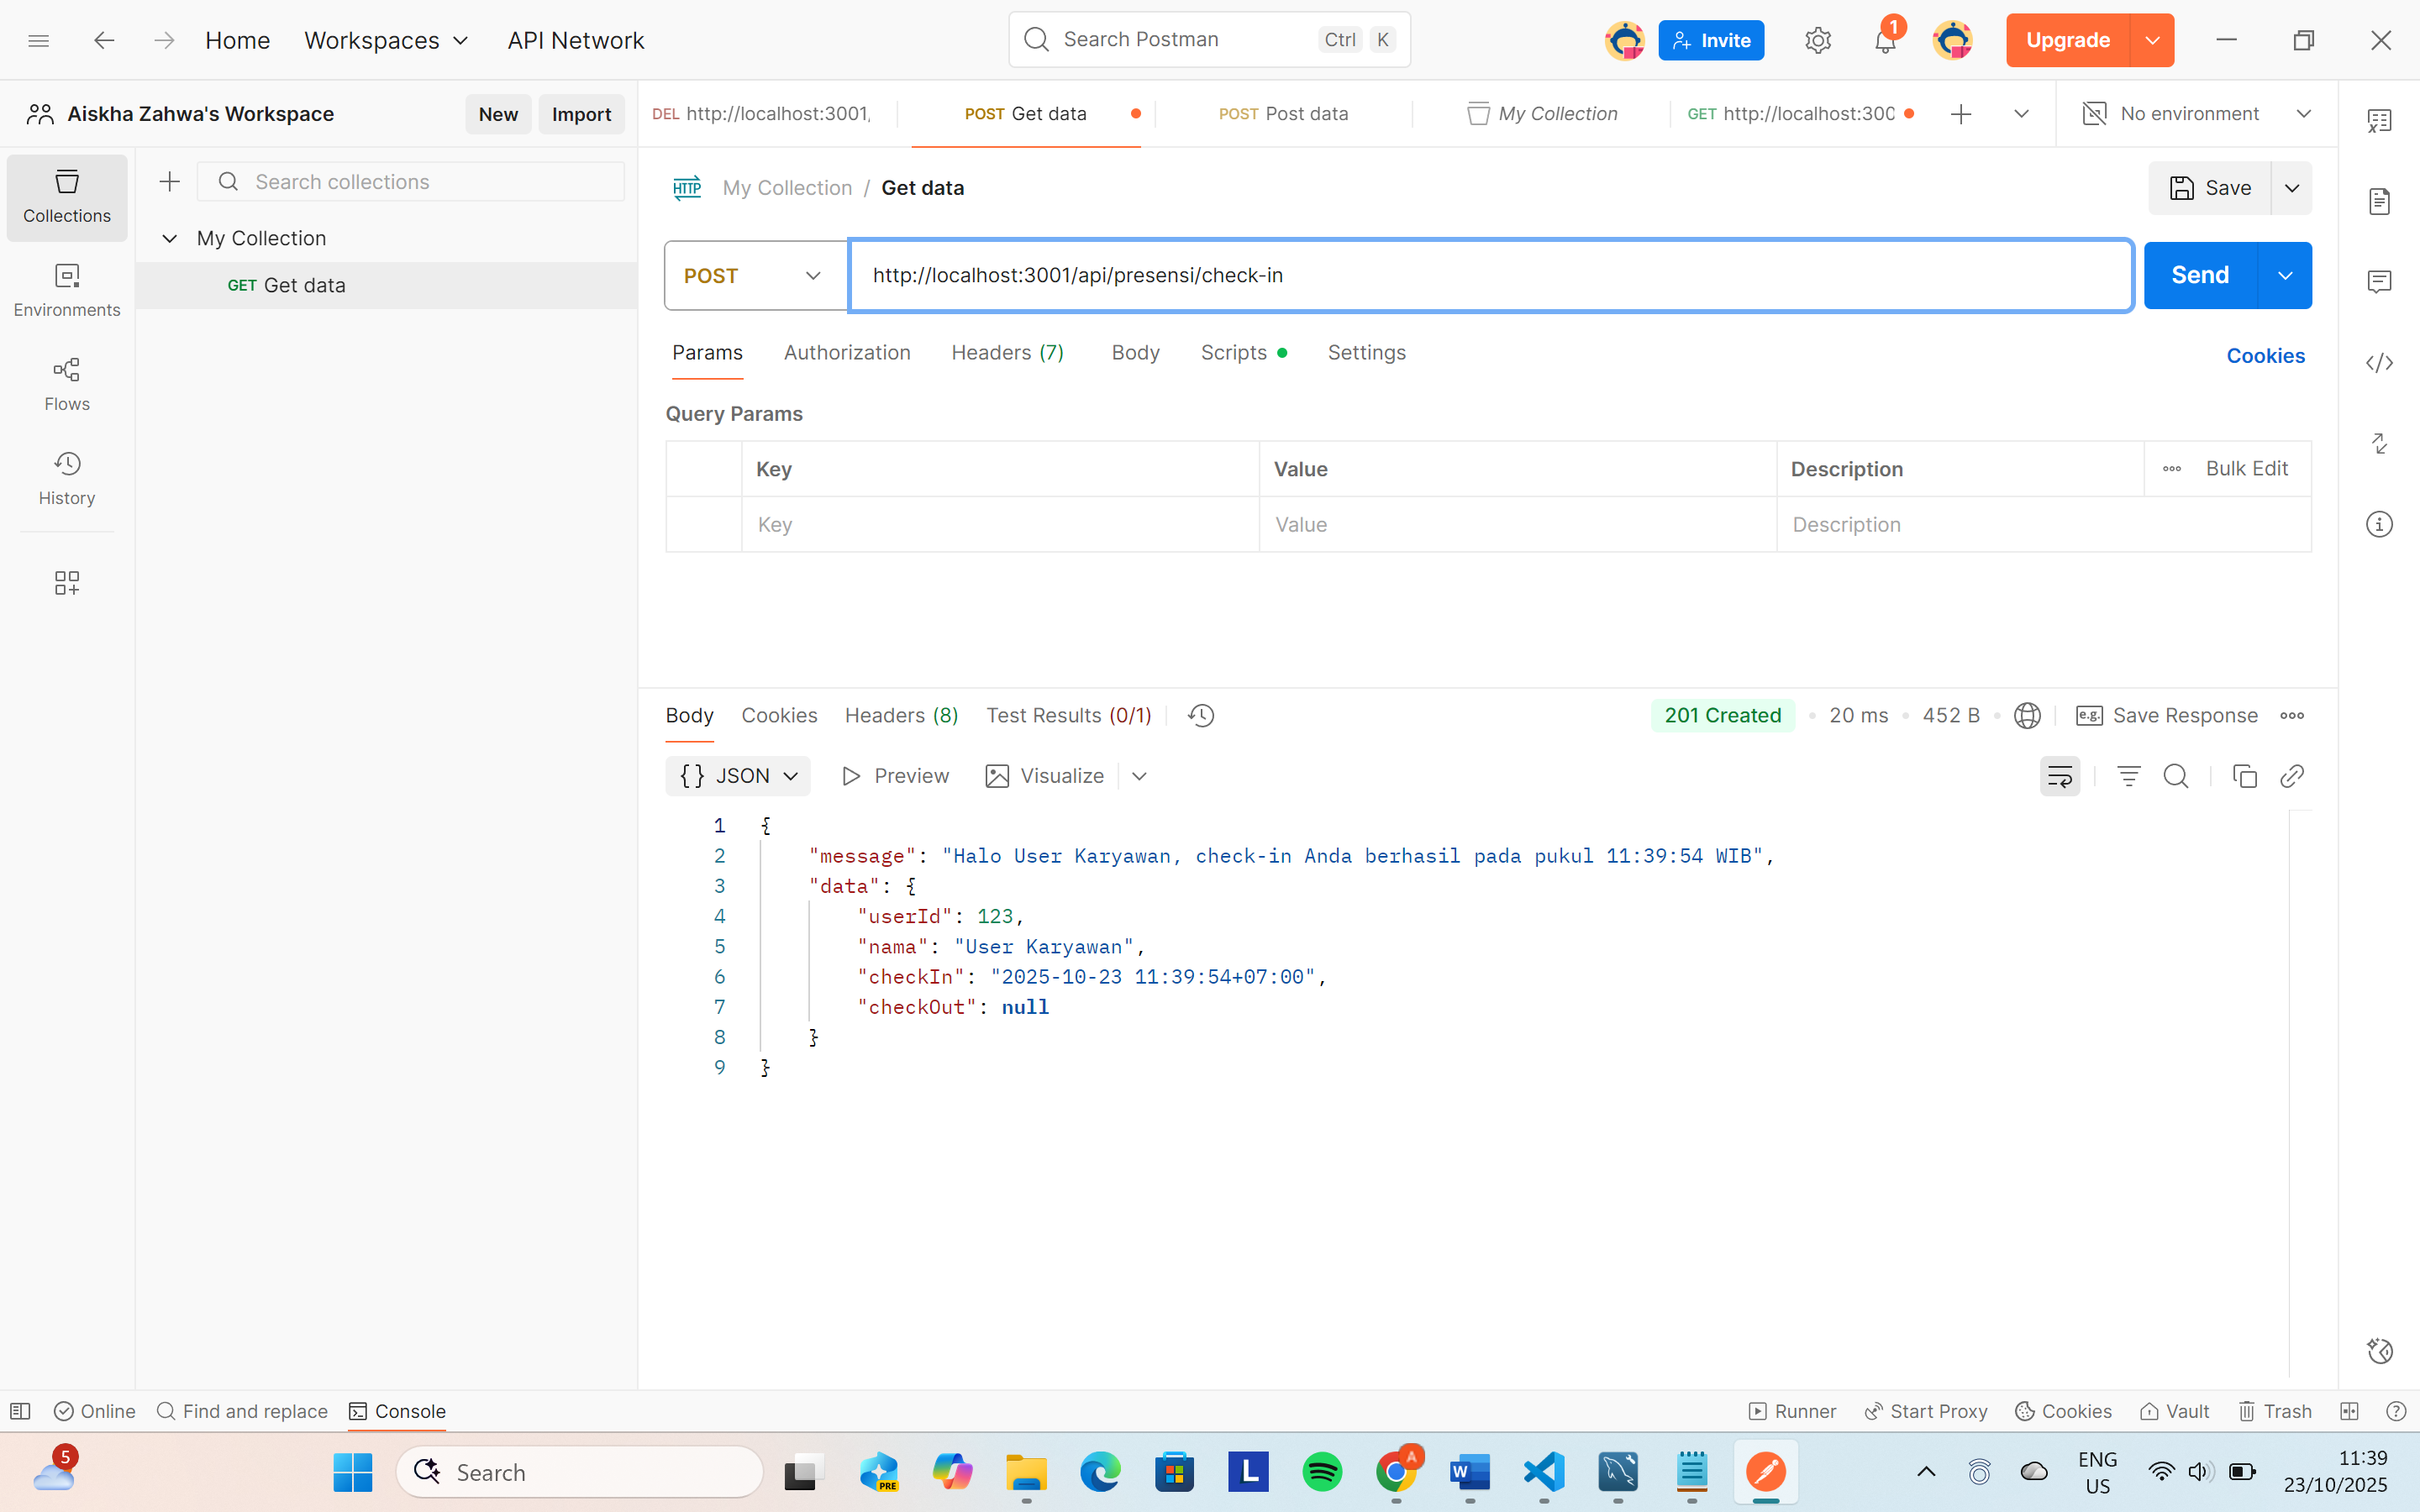 Home
Workspaces
API Network
Search Postman
Ctrl K
Invite
1
Upgrade
Aiskha Zahwa's Workspace
New
Import
DEL http://localhost:3001,
POST Get data
POST Post data
My Collection
GET http://localhost:300
No environment
Collections
Environments
Flows
History
Search collections
My Collection
GET Get data
HTTP
My Collection / Get data
Save
POST
http://localhost:3001/api/presensi/check-in
Send
Params
Authorization
Headers (7)
Body
Scripts
Settings
Cookies
Query Params
Key
Value
Description
Bulk Edit
Key
Value
Description
Body
Cookies
Headers (8)
Test Results (0/1)
201 Created
20 ms
452 B
e.g.
Save Response
{} JSON
Preview
Visualize
1 {
2 "message": "Halo User Karyawan, check-in Anda berhasil pada pukul 11:39:54 WIB",
3 "data": {
4 "userId": 123,
5 "nama": "User Karyawan",
6 "checkIn": "2025-10-23 11:39:54+07:00",
7 "checkOut": null
8 }
9 }
Online
Find and replace
Console
Runner
Start Proxy
Cookies
Vault
Trash
5
Search
PRE
L
A
W
ENG
US
11:39
23/10/2025